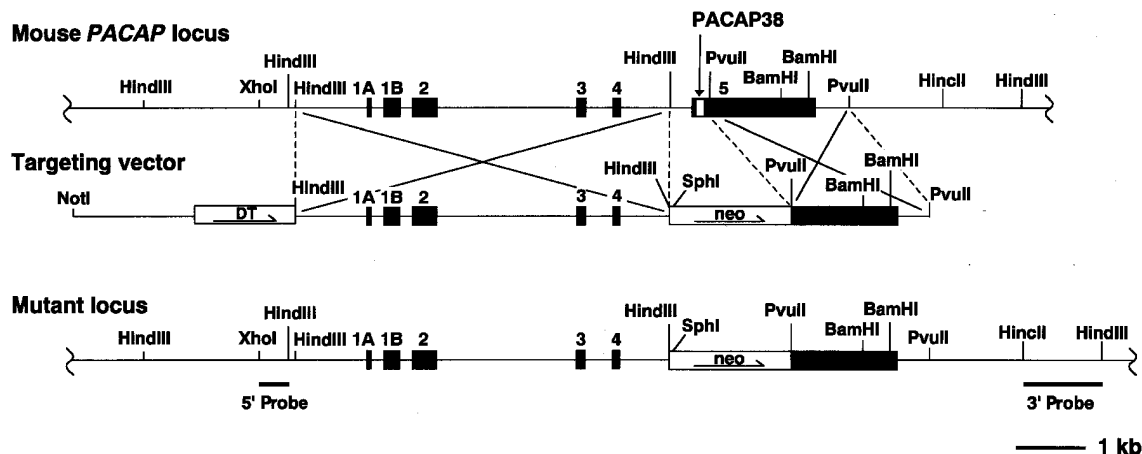 PACAP38
Mouse PACAP locus
HindIII XhoI HindIII HindIII 1A 1B 2 3 4 HindIII PvuII 5 BamHI BamHI PvuII HincII HindIII
Targeting vector
NotI DT HindIII 1A 1B 2 3 4 HindIII SphI neo PvuII BamHI BamHI PvuII
Mutant locus
HindIII XhoI HindIII HindIII 1A 1B 2 3 4 HindIII SphI neo PvuII BamHI BamHI PvuII HincII HindIII
5' Probe 3' Probe
1 kb